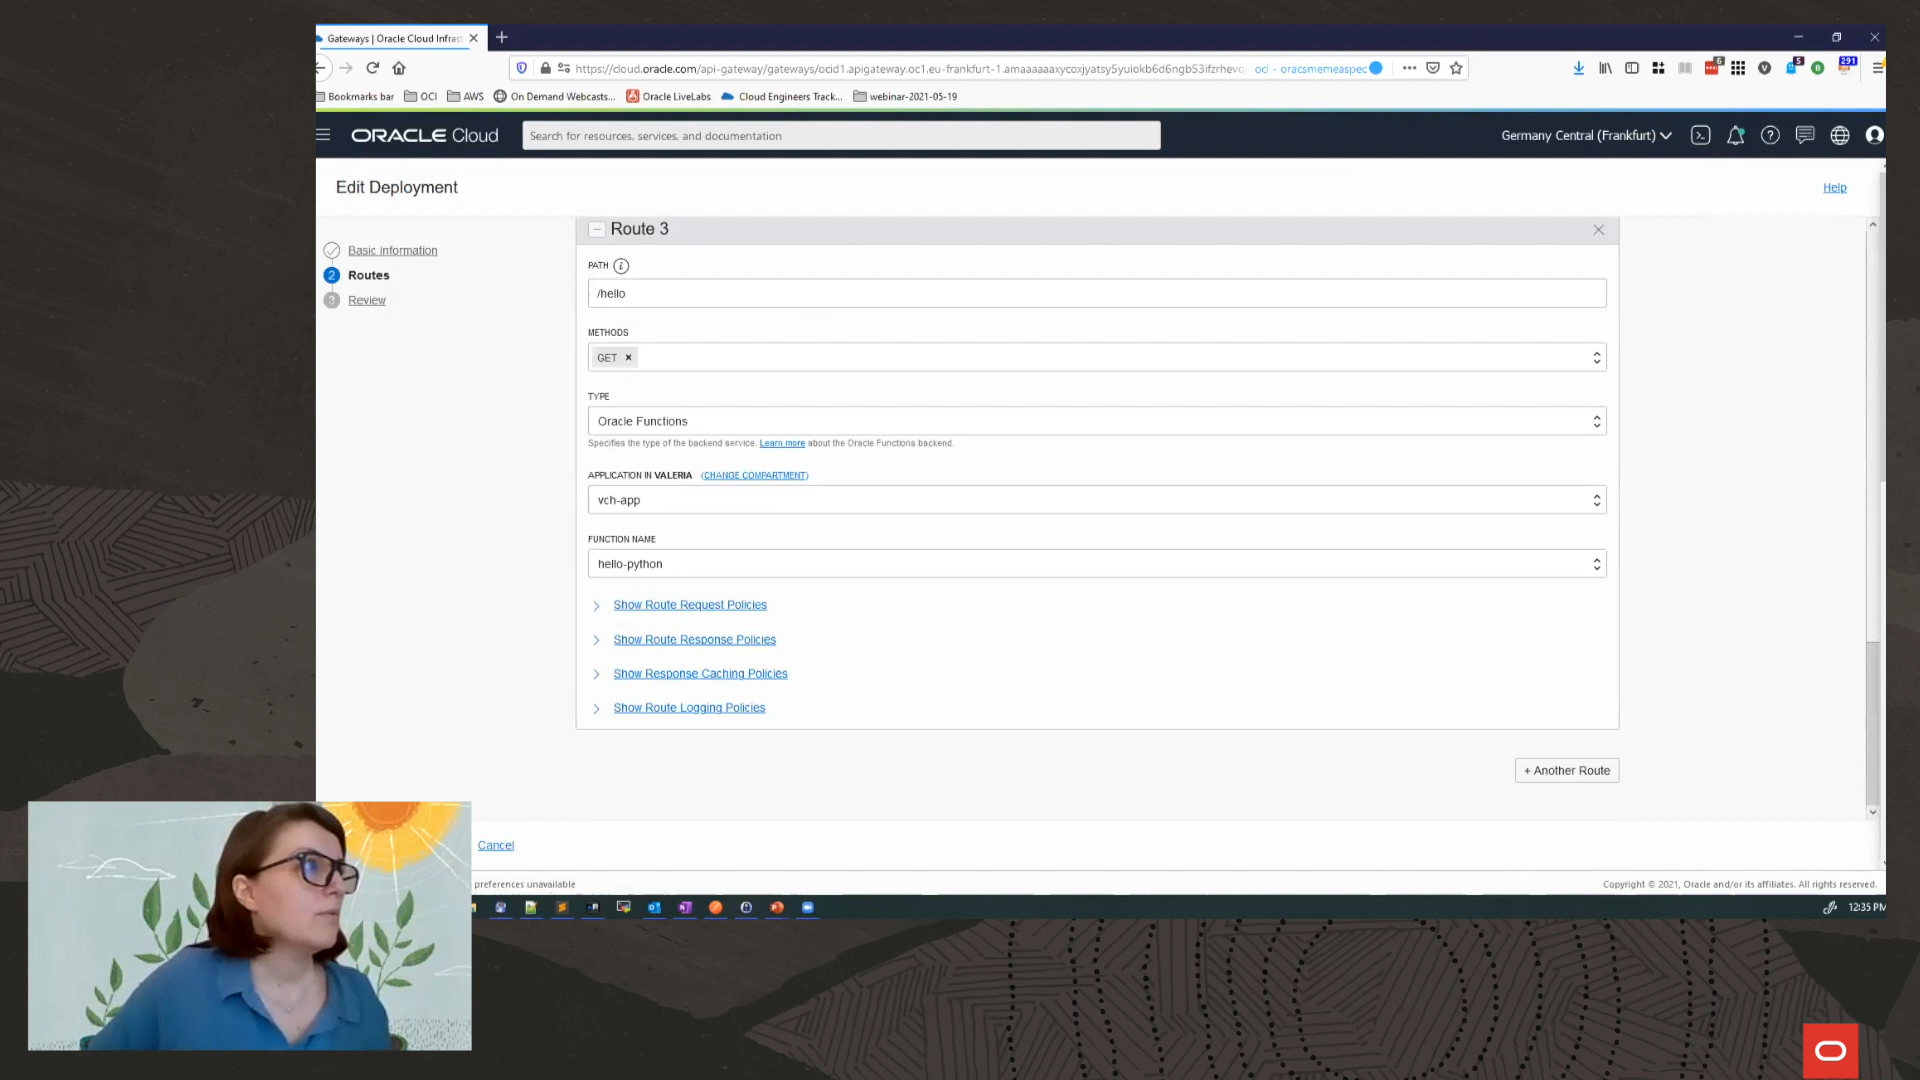 Gateways | Oracle Cloud Infras
https://cloud.oracle.com/api-gateway/gateways/ocid1.apigateway.oc1.eu-frankfurt-1.amaaaaaaxycoxjyatsy5yuiokb6d6ngb53ifzrhevq
oci - oracsmemeaspec
6
5
291
Bookmarks bar
OCI
AWS
On Demand Webcasts...
Oracle LiveLabs
Cloud Engineers Track...
webinar-2021-05-19
ORACLE Cloud
Search for resources, services, and documentation
Germany Central (Frankfurt)
Edit Deployment
Help
Basic Information
2 Routes
3 Review
Route 3
PATH
/hello
METHODS
GET
TYPE
Oracle Functions
Specifies the type of the backend service. Learn more about the Oracle Functions backend.
APPLICATION IN VALERIA (CHANGE COMPARTMENT)
vch-app
FUNCTION NAME
hello-python
Show Route Request Policies
Show Route Response Policies
Show Response Caching Policies
Show Route Logging Policies
+ Another Route
Cancel
preferences unavailable
Copyright © 2021, Oracle and/or its affiliates. All rights reserved.
12:35 PM